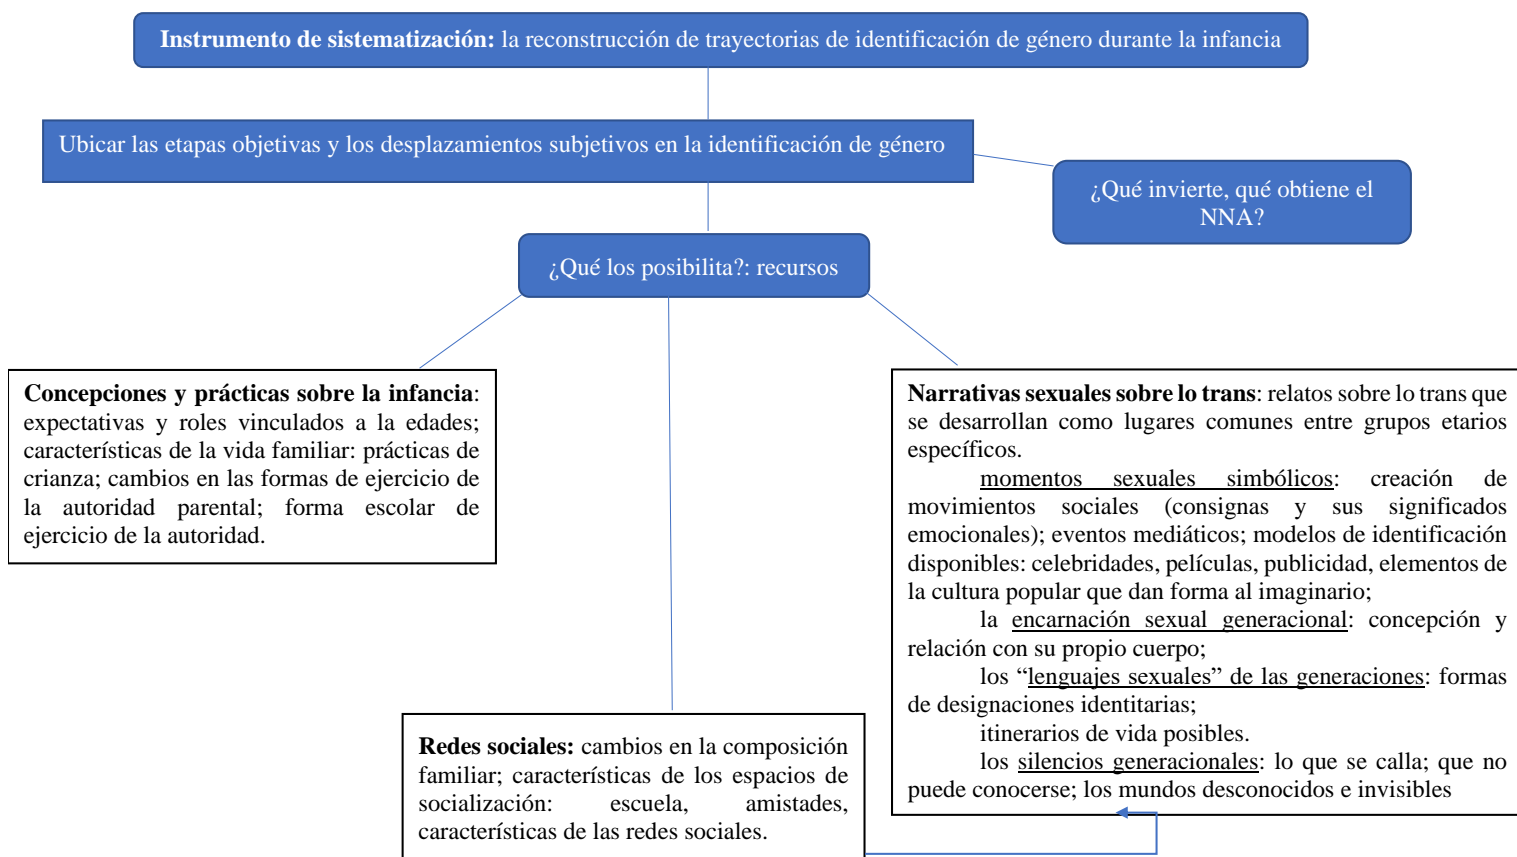 Instrumento de sistematización: la reconstrucción de trayectorias de identificación de género durante la infancia
Ubicar las etapas objetivas y los desplazamientos subjetivos en la identificación de género
¿Qué invierte, qué obtiene el
NNA?
¿Qué los posibilita?: recursos
Concepciones y prácticas sobre la infancia:
expectativas y roles vinculados a la edades;
características de la vida familiar: prácticas de
crianza; cambios en las formas de ejercicio de
la autoridad parental; forma escolar de
ejercicio de la autoridad.
Narrativas sexuales sobre lo trans: relatos sobre lo trans que
se desarrollan como lugares comunes entre grupos etarios
específicos.
momentos sexuales simbólicos: creación de
movimientos sociales (consignas y sus significados
emocionales); eventos mediáticos; modelos de identificación
disponibles: celebridades, películas, publicidad, elementos de
la cultura popular que dan forma al imaginario;
la encarnación sexual generacional: concepción y
relación con su propio cuerpo;
los “lenguajes sexuales” de las generaciones: formas
de designaciones identitarias;
itinerarios de vida posibles.
los silencios generacionales: lo que se calla; que no
puede conocerse; los mundos desconocidos e invisibles
Redes sociales: cambios en la composición
familiar; características de los espacios de
socialización: escuela, amistades,
características de las redes sociales.